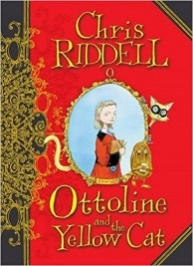 Chris
RIDDELL
Ottoline
and the
Yellow Cat